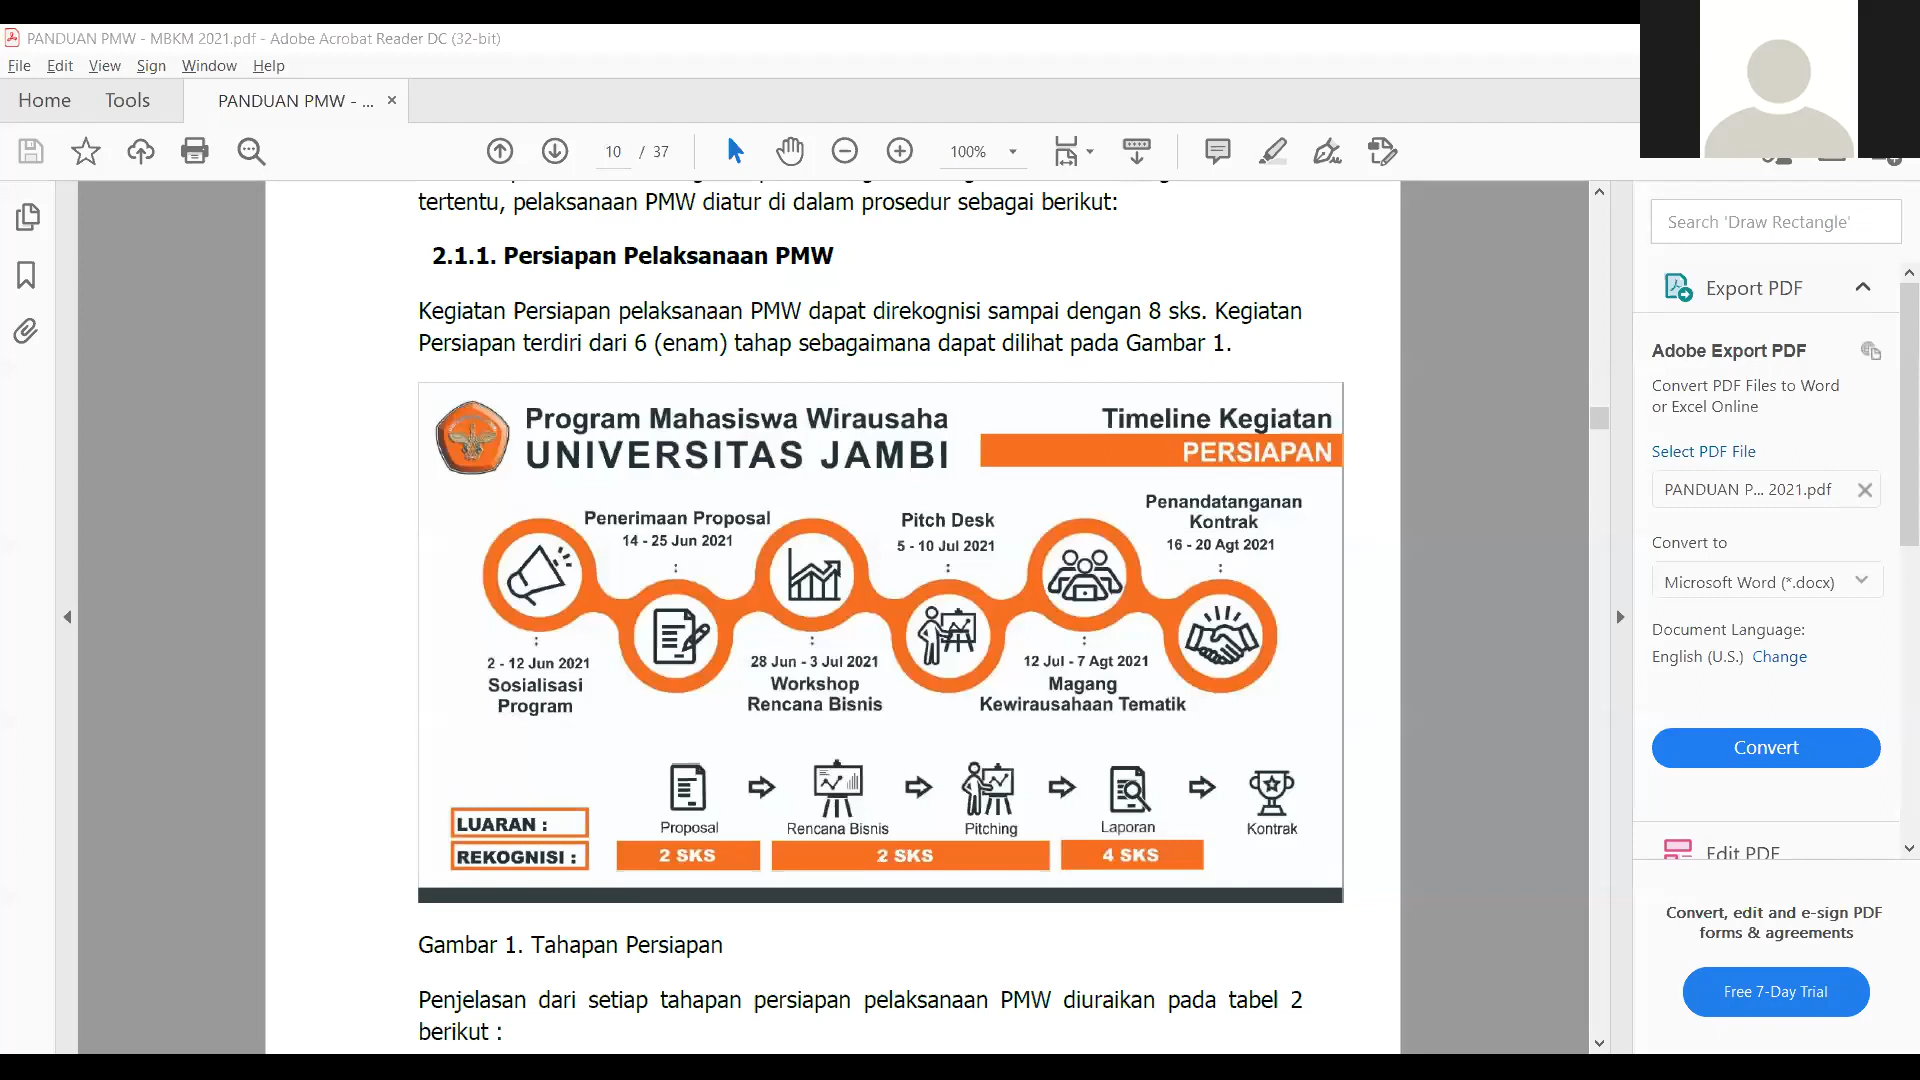 PANDUAN PMW - MBKM 2021.pdf - Adobe Acrobat Reader DC (32-bit)
File Edit View Sign Window Help
Home Tools PANDUAN PMW - ... ×
10 / 37 100%
tertentu, pelaksanaan PMW diatur di dalam prosedur sebagai berikut:
2.1.1. Persiapan Pelaksanaan PMW
Kegiatan Persiapan pelaksanaan PMW dapat direkognisi sampai dengan 8 sks. Kegiatan
Persiapan terdiri dari 6 (enam) tahap sebagaimana dapat dilihat pada Gambar 1.
Program Mahasiswa Wirausaha
UNIVERSITAS JAMBI
Timeline Kegiatan
PERSIAPAN
Penerimaan Proposal
14 - 25 Jun 2021
Pitch Desk
5 - 10 Jul 2021
Penandatanganan
Kontrak
16 - 20 Agt 2021
2 - 12 Jun 2021
Sosialisasi
Program
28 Jun - 3 Jul 2021
Workshop
Rencana Bisnis
12 Jul - 7 Agt 2021
Magang
Kewirausahaan Tematik
LUARAN :
Proposal
Rencana Bisnis
Pitching
Laporan
Kontrak
REKOGNISI :
2 SKS
2 SKS
4 SKS
Gambar 1. Tahapan Persiapan
Penjelasan dari setiap tahapan persiapan pelaksanaan PMW diuraikan pada tabel 2
berikut :
Search 'Draw Rectangle'
Export PDF
Adobe Export PDF
Convert PDF Files to Word
or Excel Online
Select PDF File
PANDUAN P... 2021.pdf
Convert to
Microsoft Word (*.docx)
Document Language:
English (U.S.) Change
Convert
Edit PDF
Convert, edit and e-sign PDF
forms & agreements
Free 7-Day Trial